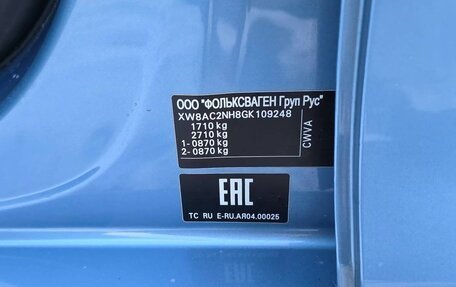 ООО "ФОЛЬКСВАГЕН Груп Рус"
XW8AC2NH8GK109248
1710 kg
2710 kg
1- 0870 kg
2- 0870 kg
CWVA
EAC
TC RU E-RU.АЯ04.00025